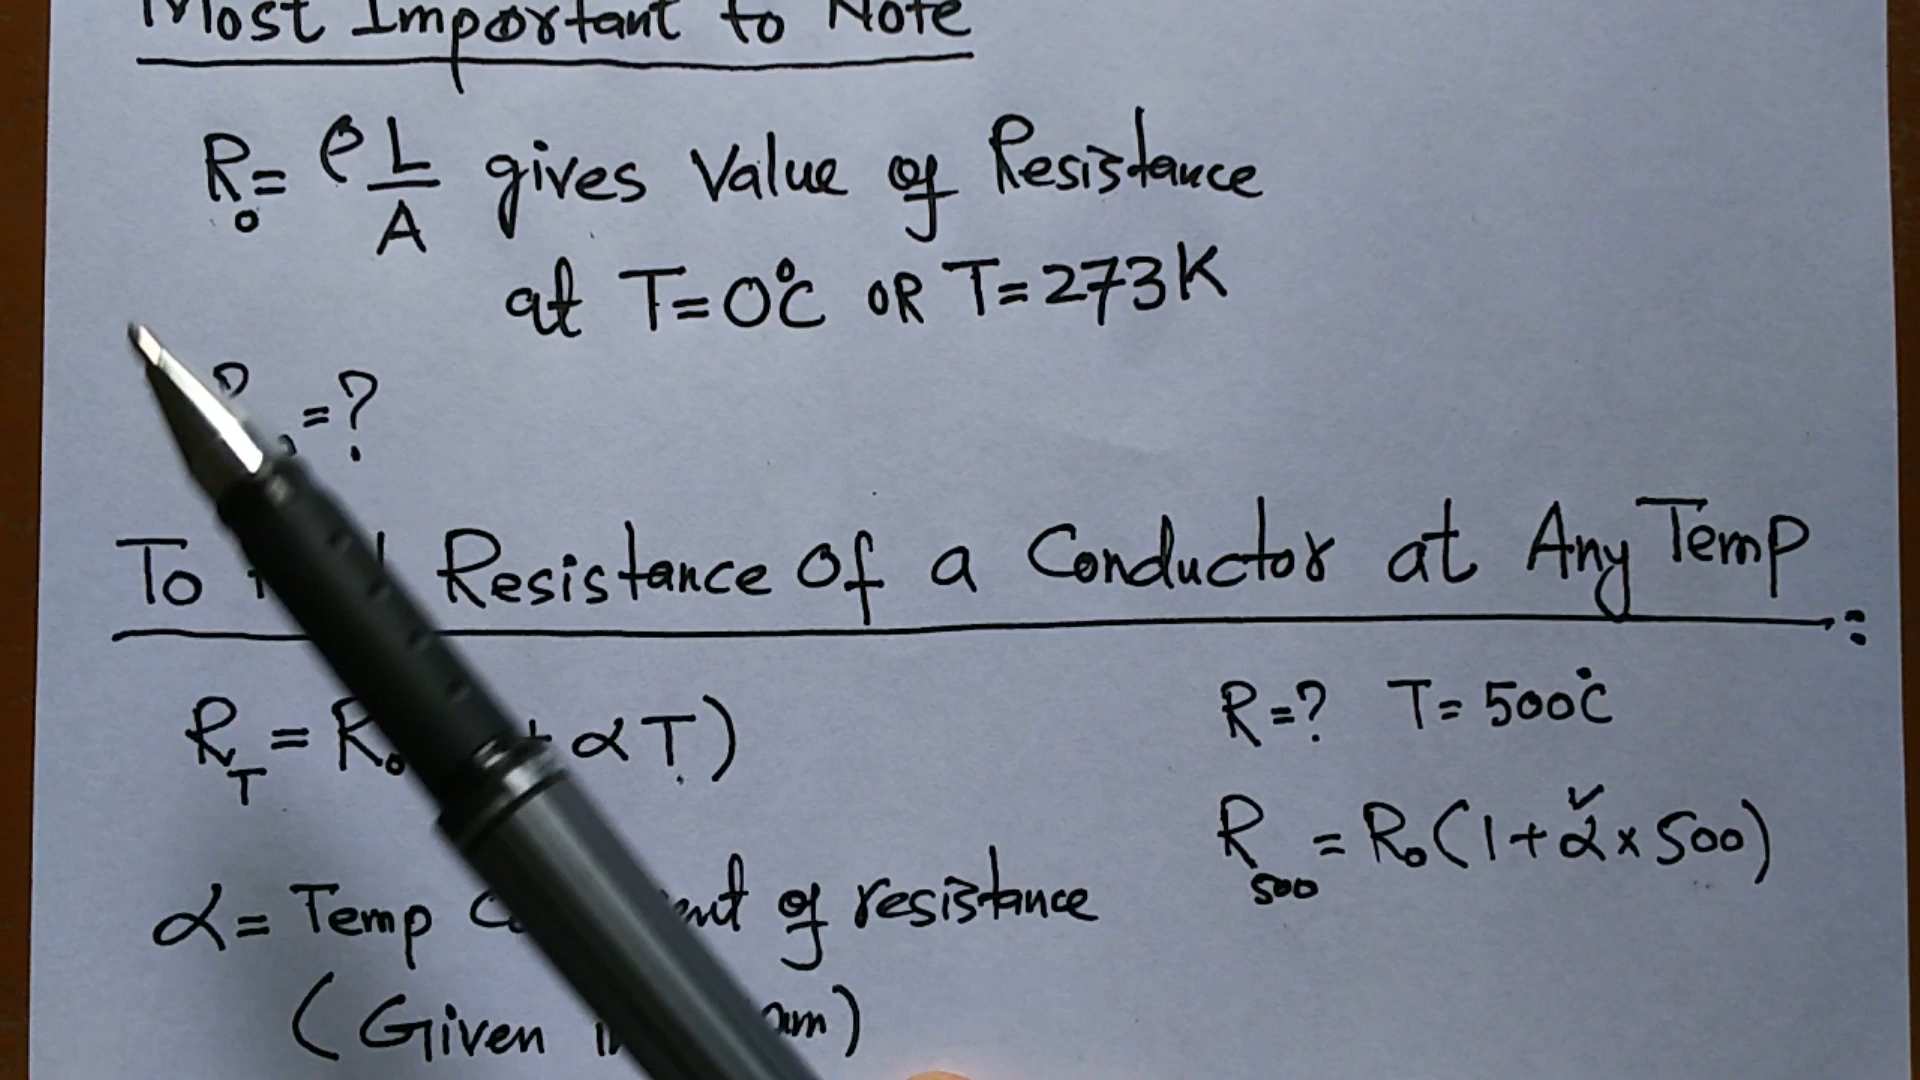 Most Important to Note
R₀ = ρL/A gives Value of Resistance
at T=0°C OR T=273K
=?
To Resistance of a Conductor at Any Temp:
R_T = R₀ + αT)
R=? T= 500°C
R₅₀₀ = R₀(1+α×500)
α= Temp of resistance
(Given